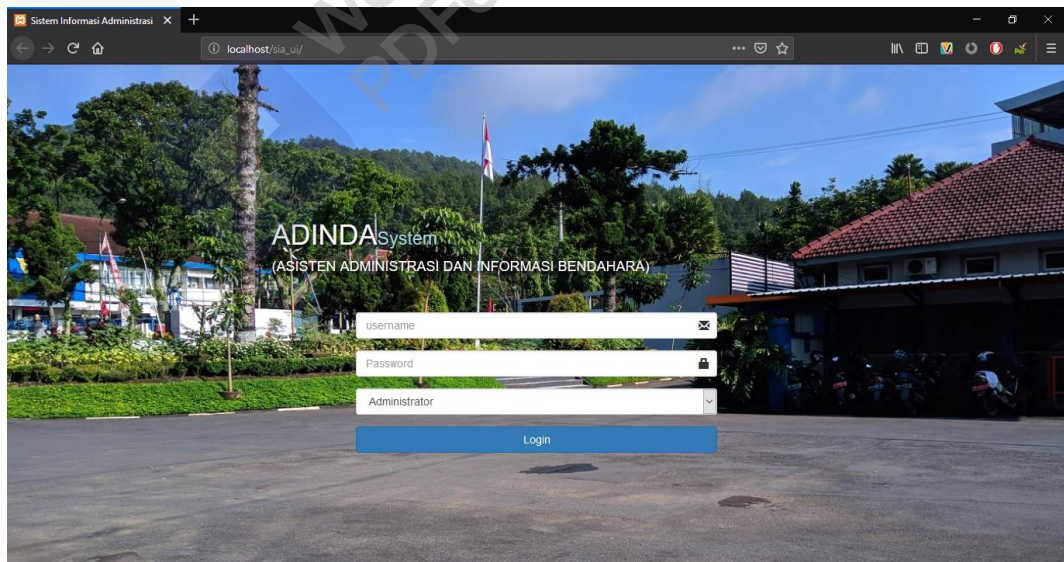 Sistem Informasi Administrasi
localhost/sia_ui/
ADINDASystem
(ASISTEN ADMINISTRASI DAN INFORMASI BENDAHARA)
username
Password
Administrator
Login